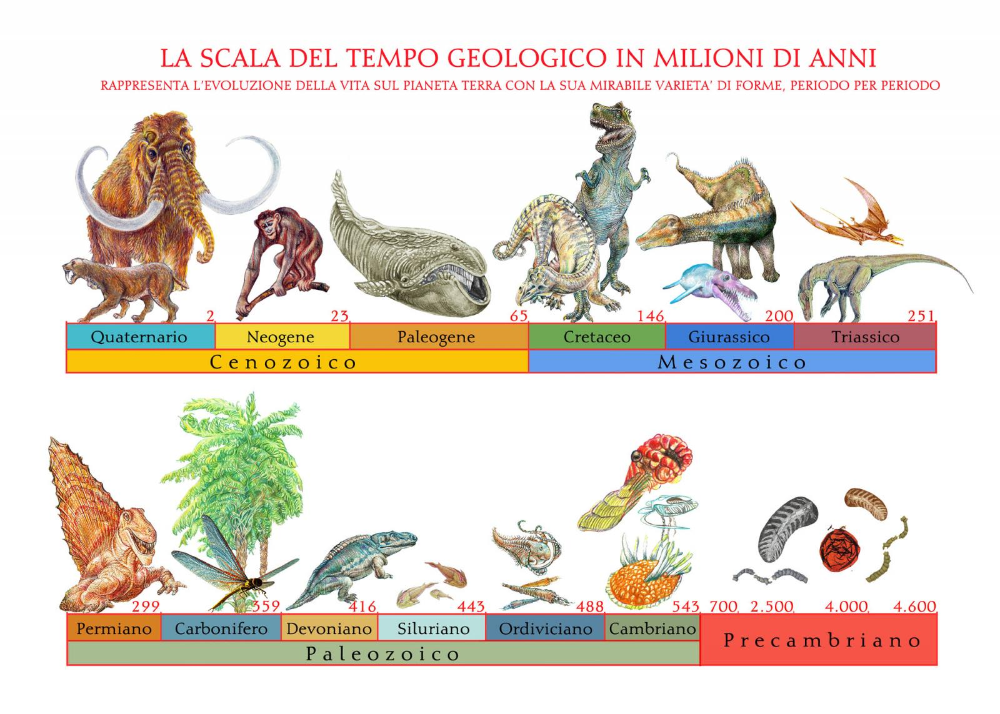 LA SCALA DEL TEMPO GEOLOGICO IN MILIONI DI ANNI
RAPPRESENTA L'EVOLUZIONE DELLA VITA SUL PIANETA TERRA CON LA SUA MIRABILE VARIETA' DI FORME, PERIODO PER PERIODO
2 23 65 146 200 251
Quaternario Neogene Paleogene Cretaceo Giurassico Triassico
Cenozoico Mesozoico
299 359 416 443 488 543 700 2.500 4.000 4.600
Permiano Carbonifero Devoniano Siluriano Ordiviciano Cambriano
Precambriano
Paleozoico